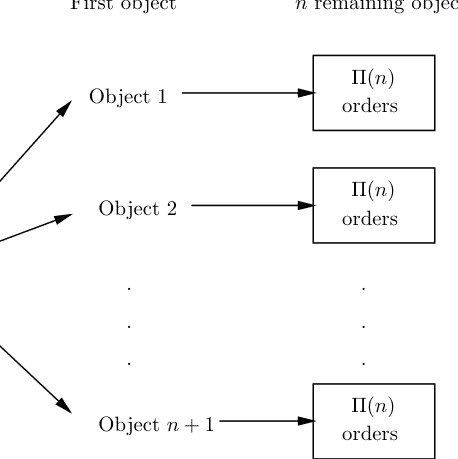 First object
n remaining objec
Object 1
Π(n)
orders
Object 2
Π(n)
orders
.
.
.
.
.
.
Object n + 1
Π(n)
orders